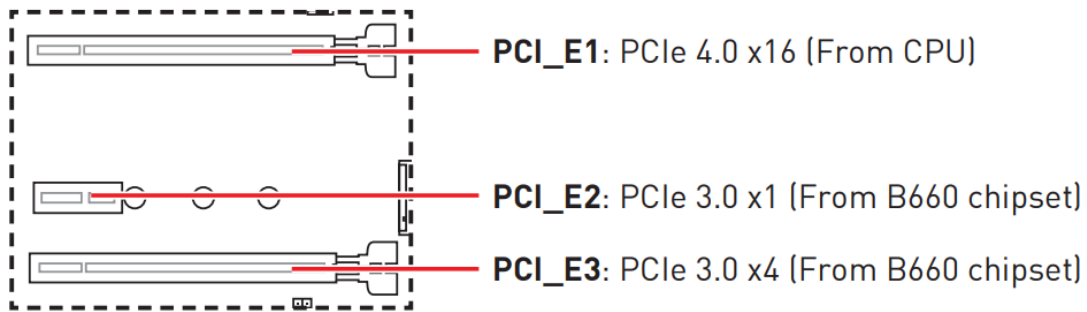 PCI_E1: PCIe 4.0 x16 (From CPU)
PCI_E2: PCIe 3.0 x1 (From B660 chipset)
PCI_E3: PCIe 3.0 x4 (From B660 chipset)